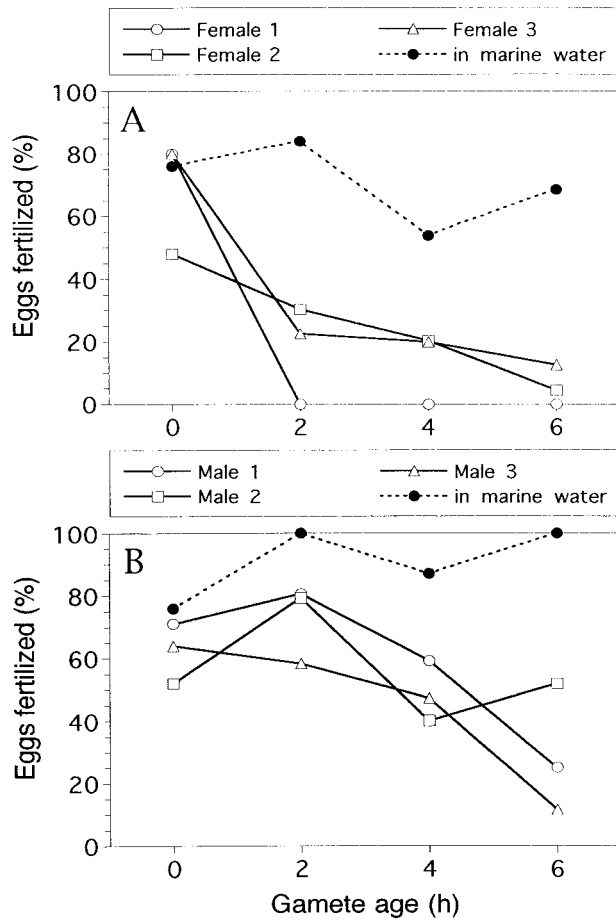 Female 1 Female 3
Female 2 in marine water
100
A
80
60
40
20
0
Eggs fertilized (%)
0 2 4 6
Male 1 Male 3
Male 2 in marine water
100
B
80
60
40
20
0
Eggs fertilized (%)
0 2 4 6
Gamete age (h)